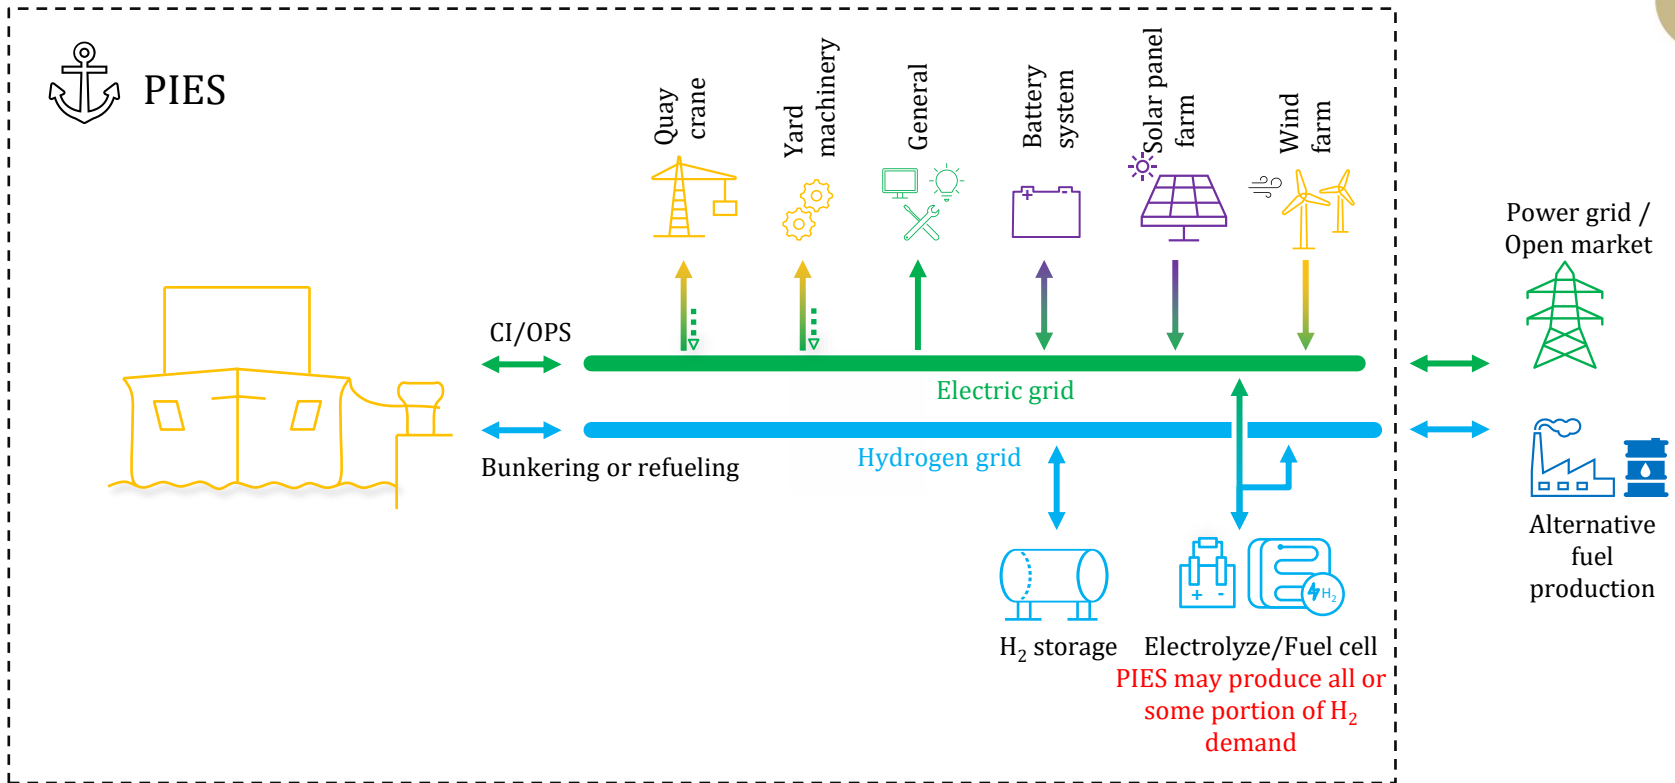 PIES
Quay
crane
Yard
machinery
General
Battery
system
Solar panel
farm
Wind
farm
Power grid /
Open market
CI/OPS
Electric grid
Hydrogen grid
Bunkering or refueling
+ -
H₂
Alternative
fuel
production
H₂ storage
Electrolyze/Fuel cell
PIES may produce all or
some portion of H₂
demand